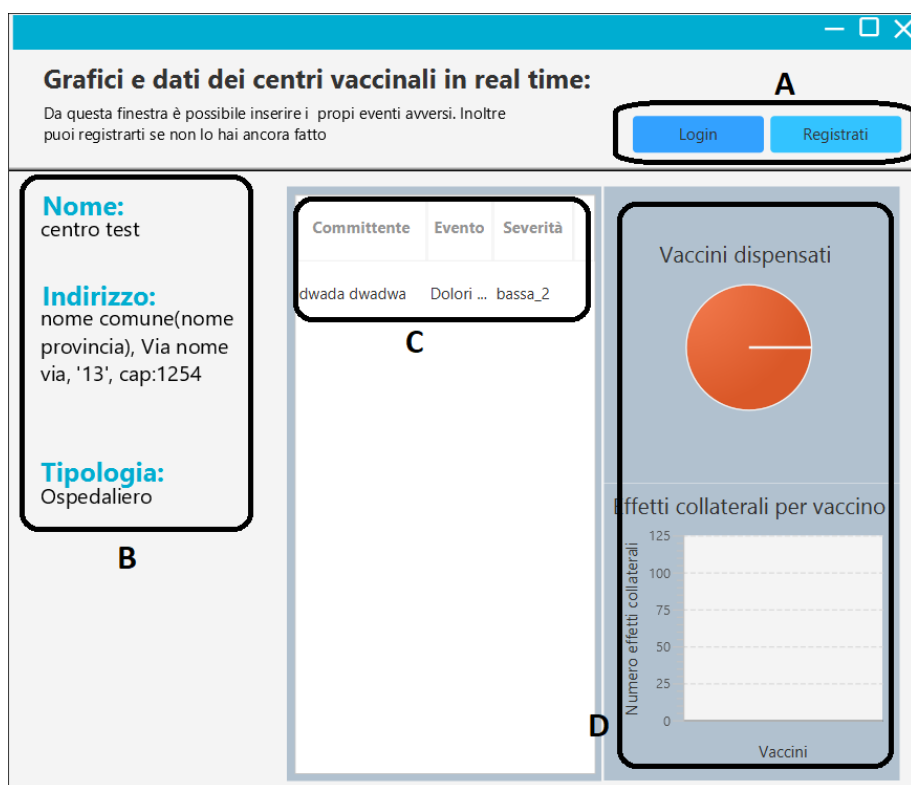 Grafici e dati dei centri vaccinali in real time:
Da questa finestra è possibile inserire i propi eventi avversi. Inoltre
puoi registrarti se non lo hai ancora fatto
A
Login
Registrati
Nome:
centro test
Indirizzo:
nome comune(nome
provincia), Via nome
via, '13', cap:1254
Tipologia:
Ospedaliero
B
Committente Evento Severità
dwada dwadwa Dolori ... bassa_2
C
Vaccini dispensati
Effetti collaterali per vaccino
Numero effetti collaterali
125
100
75
50
25
0
Vaccini
D